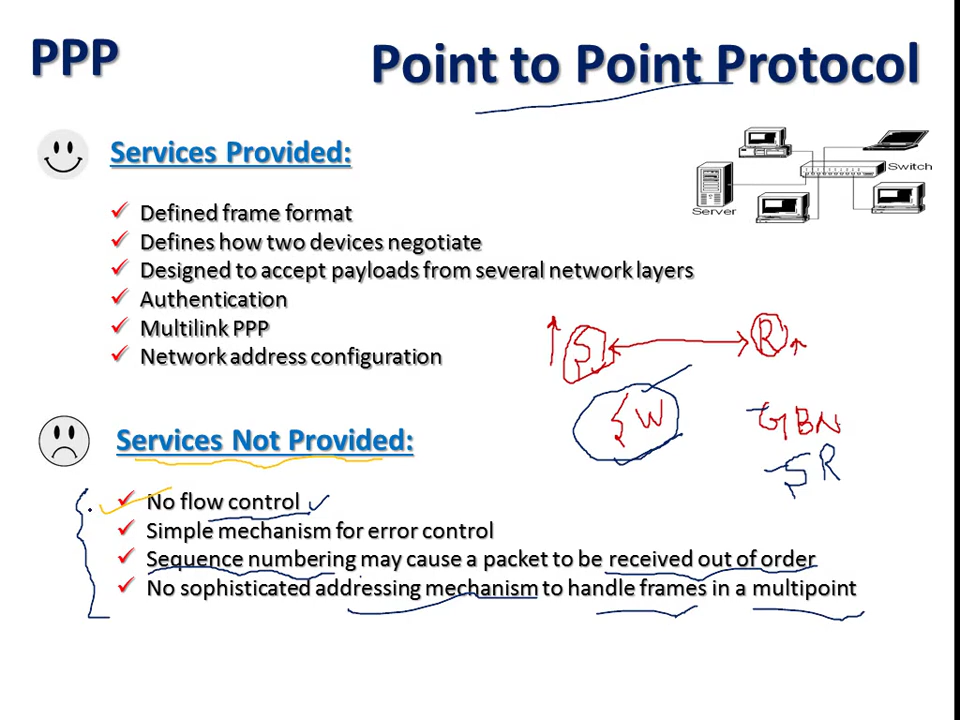 PPP
Point to Point Protocol
Services Provided:
Switch
Server
✓ Defined frame format
✓ Defines how two devices negotiate
✓ Designed to accept payloads from several network layers
✓ Authentication
✓ Multilink PPP
✓ Network address configuration
S R
SW GBN
SR
Services Not Provided:
✓ No flow control
✓ Simple mechanism for error control
✓ Sequence numbering may cause a packet to be received out of order
✓ No sophisticated addressing mechanism to handle frames in a multipoint